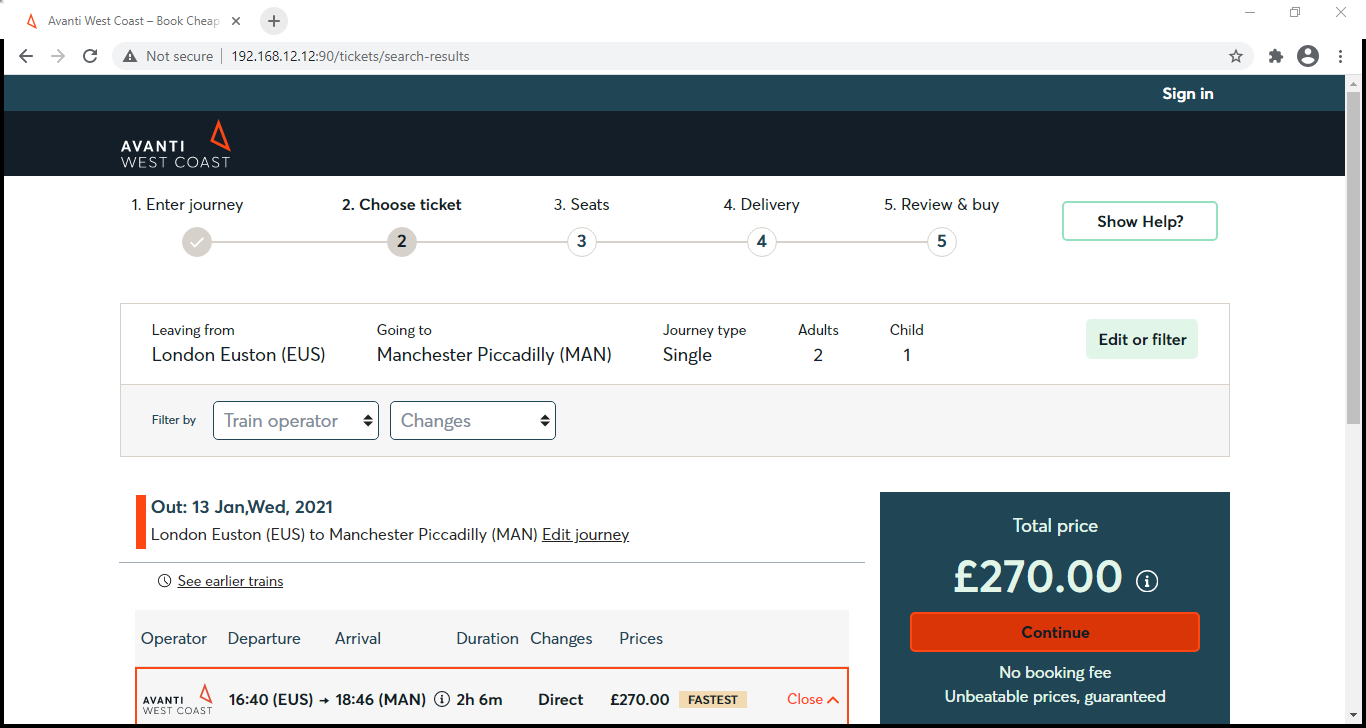 Avanti West Coast – Book Cheap
Not secure 192.168.12.12:90/tickets/search-results
Sign in
AVANTI
WEST COAST
1. Enter journey 2. Choose ticket 3. Seats 4. Delivery 5. Review & buy
2 3 4 5
Show Help?
Leaving from Going to Journey type Adults Child
London Euston (EUS) Manchester Piccadilly (MAN) Single 2 1
Edit or filter
Filter by Train operator Changes
Out: 13 Jan,Wed, 2021
London Euston (EUS) to Manchester Piccadilly (MAN) Edit journey
See earlier trains
Operator Departure Arrival Duration Changes Prices
AVANTI
WEST COAST
16:40 (EUS) → 18:46 (MAN) i 2h 6m Direct £270.00 FASTEST Close
Total price
£270.00 i
Continue
No booking fee
Unbeatable prices, guaranteed